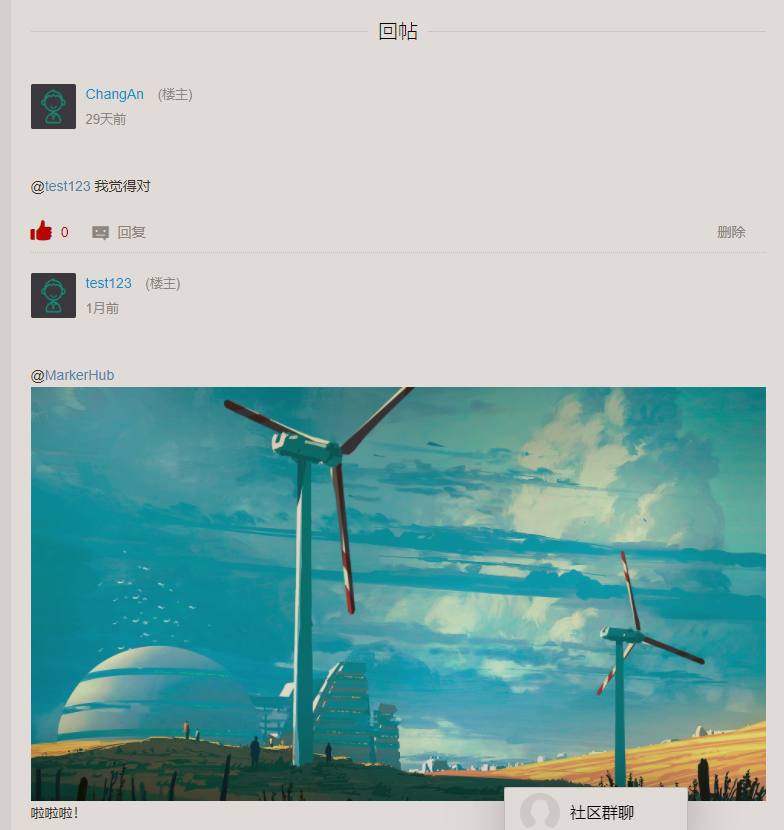 回帖
ChangAn (楼主)
29天前
@test123 我觉得对
0 回复 删除
test123 (楼主)
1月前
@MarkerHub
啦啦啦!
社区群聊